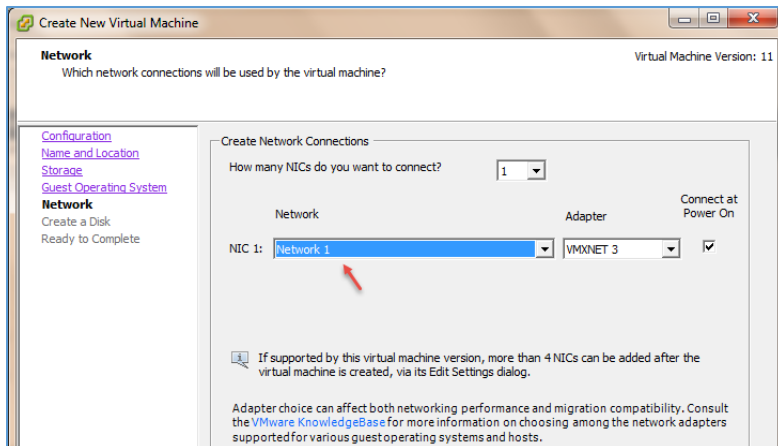 Create New Virtual Machine
Network
Which network connections will be used by the virtual machine?
Virtual Machine Version: 11
Configuration
Name and Location
Storage
Guest Operating System
Network
Create a Disk
Ready to Complete
Create Network Connections
How many NICs do you want to connect?
1
Network
Adapter
Connect at
Power On
NIC 1:
Network 1
VMXNET 3
If supported by this virtual machine version, more than 4 NICs can be added after the
virtual machine is created, via its Edit Settings dialog.
Adapter choice can affect both networking performance and migration compatibility. Consult
the VMware KnowledgeBase for more information on choosing among the network adapters
supported for various guest operating systems and hosts.